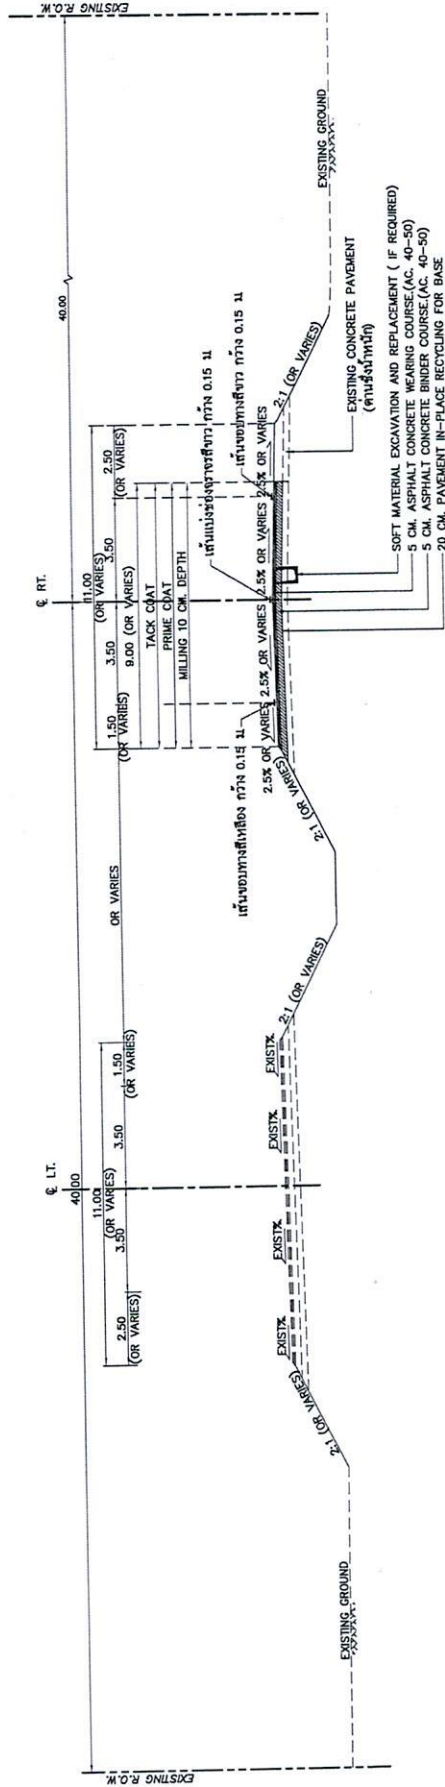 EXISTING R.O.W.
EXISTING R.O.W.
40.00
40.00
℄ LT.
℄ RT.
11.00
(OR VARIES)
2.50
(OR VARIES)
3.50
3.50
1.50
(OR VARIES)
OR VARIES
11.00
(OR VARIES)
1.50
(OR VARIES)
3.50
3.50
2.50
(OR VARIES)
9.00 (OR VARIES)
TACK COAT
PRIME COAT
MILLING 10 CM. DEPTH
เส้นขอบทางสีเหลือง กว้าง 0.15 ม
เส้นแบ่งช่องจราจรสีขาว กว้าง 0.15 ม
เส้นขอบทางสีขาว กว้าง 0.15 ม
EXIST%
EXIST%
EXIST%
EXIST%
2.5% OR VARIES
2.5% OR VARIES
2.5% OR VARIES
2.5% OR VARIES
2:1 (OR VARIES)
2:1 (OR VARIES)
2:1 (OR VARIES)
2:1 (OR VARIES)
EXISTING GROUND
EXISTING GROUND
EXISTING CONCRETE PAVEMENT
(ด่านชั่งน้ำหนัก)
SOFT MATERIAL EXCAVATION AND REPLACEMENT ( IF REQUIRED)
5 CM. ASPHALT CONCRETE WEARING COURSE.(AC. 40-50)
5 CM. ASPHALT CONCRETE BINDER COURSE.(AC. 40-50)
20 CM. PAVEMENT IN-PLACE RECYCLING FOR BASE